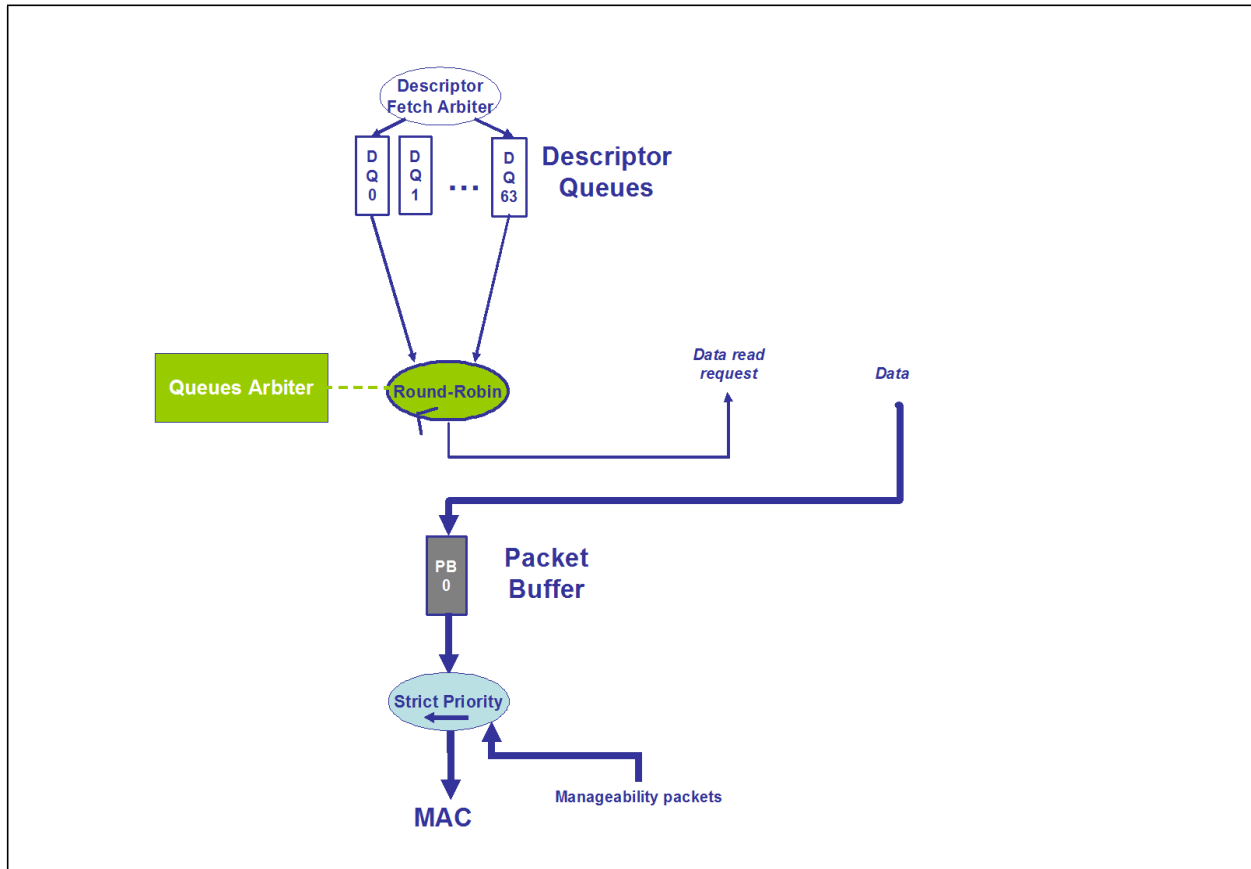 Descriptor
Fetch Arbiter
D
Q
0
D
Q
1
...
D
Q
63
Descriptor
Queues
Queues Arbiter
Round-Robin
Data read
request
Data
PB
0
Packet
Buffer
Strict Priority
Manageability packets
MAC